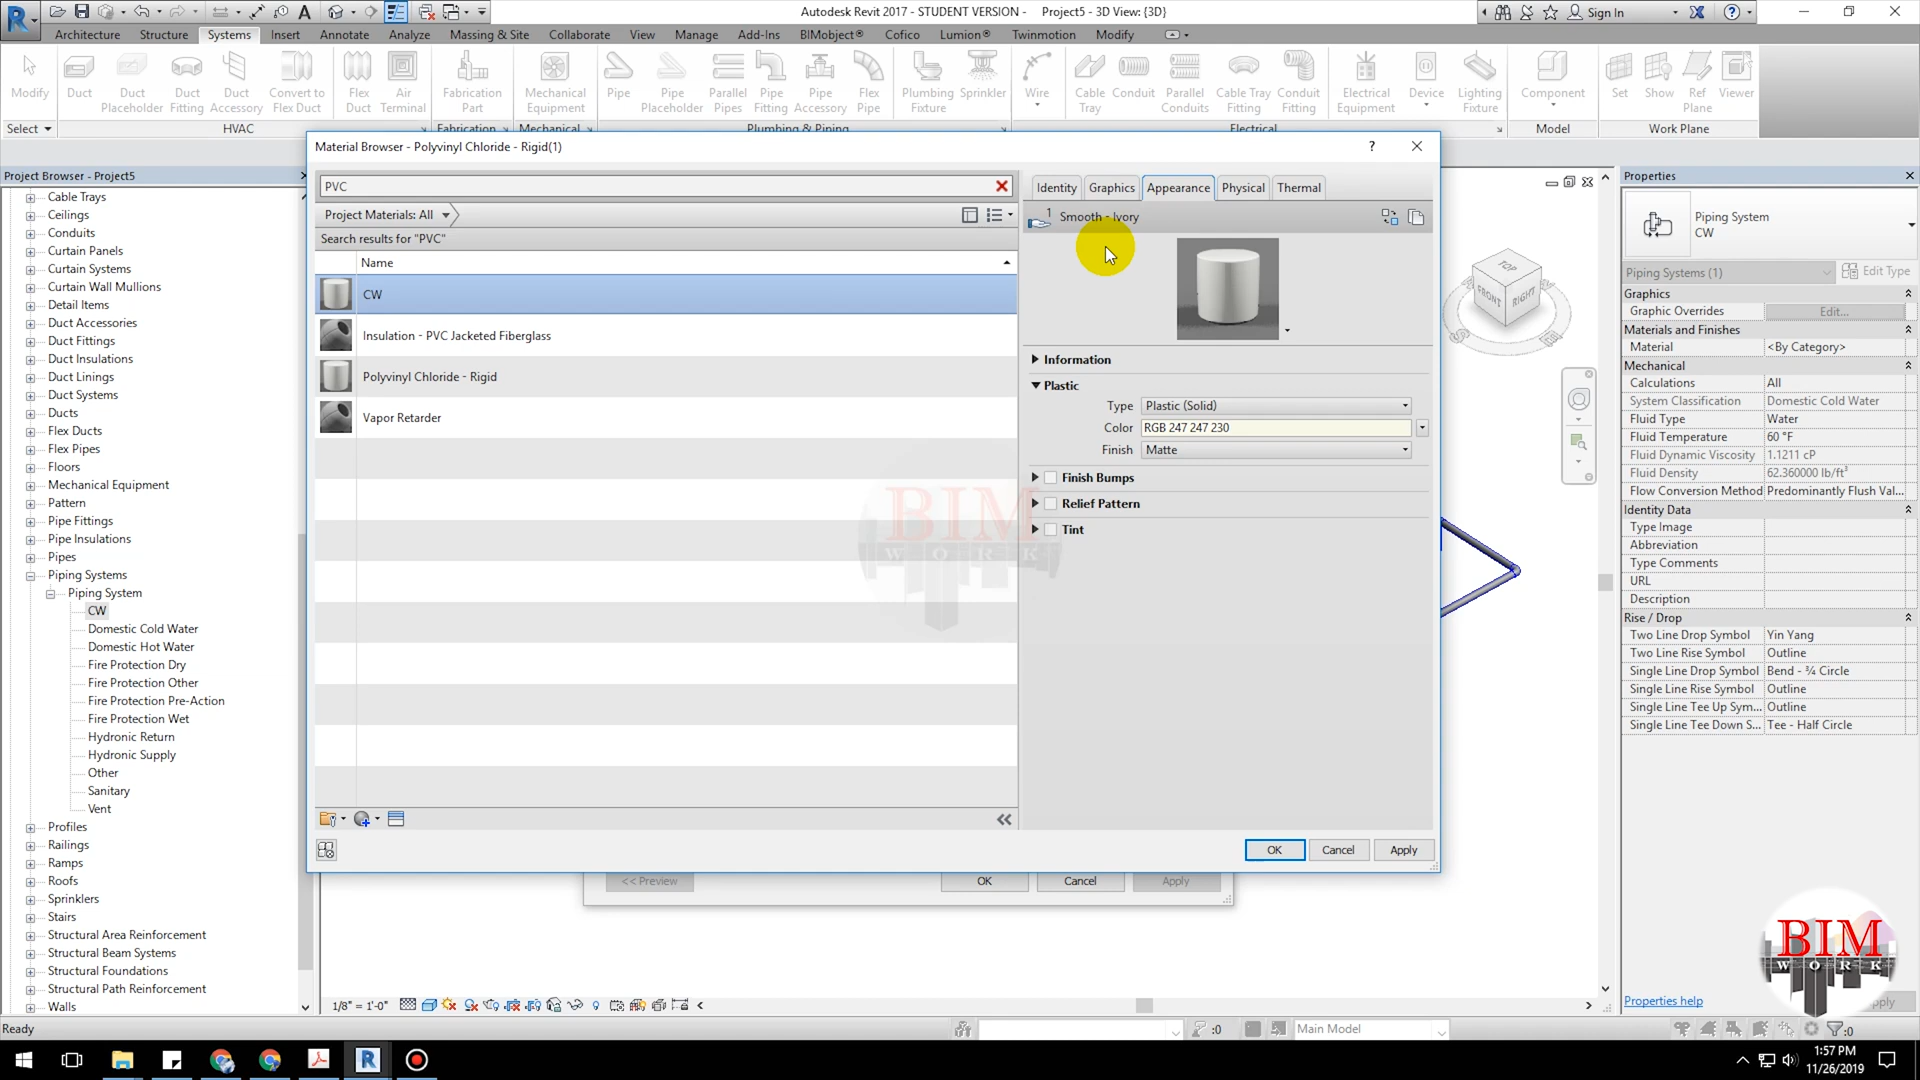 Autodesk Revit 2017 - STUDENT VERSION - Project5 - 3D View: {3D}
Sign In
Architecture Structure Systems Insert Annotate Analyze Massing & Site Collaborate View Manage Add-Ins BIMobject® Cofico Lumion® Twinmotion Modify
Modify
Duct
Duct Placeholder
Duct Fitting
Duct Accessory
Convert to Flex Duct
Flex Duct
Air Terminal
Fabrication Part
Mechanical Equipment
Pipe
Pipe Placeholder
Parallel Pipes
Pipe Fitting
Pipe Accessory
Flex Pipe
Plumbing Fixture
Sprinkler
Wire
Cable Tray
Conduit
Parallel Conduits
Cable Tray Fitting
Conduit Fitting
Electrical Equipment
Device
Lighting Fixture
Component
Set
Show
Ref Plane
Viewer
Select HVAC Fabrication Mechanical Plumbing & Piping Electrical Model Work Plane
Project Browser - Project5
Cable Trays
Ceilings
Conduits
Curtain Panels
Curtain Systems
Curtain Wall Mullions
Detail Items
Duct Accessories
Duct Fittings
Duct Insulations
Duct Linings
Duct Systems
Ducts
Flex Ducts
Flex Pipes
Floors
Mechanical Equipment
Pattern
Pipe Fittings
Pipe Insulations
Pipes
Piping Systems
Piping System
CW
Domestic Cold Water
Domestic Hot Water
Fire Protection Dry
Fire Protection Other
Fire Protection Pre-Action
Fire Protection Wet
Hydronic Return
Hydronic Supply
Other
Sanitary
Vent
Profiles
Railings
Ramps
Roofs
Sprinklers
Stairs
Structural Area Reinforcement
Structural Beam Systems
Structural Foundations
Structural Path Reinforcement
Walls
Material Browser - Polyvinyl Chloride - Rigid(1)
?
PVC
Project Materials: All
Search results for "PVC"
Name
CW
Insulation - PVC Jacketed Fiberglass
Polyvinyl Chloride - Rigid
Vapor Retarder
Identity Graphics Appearance Physical Thermal
1 Smooth - Ivory
Information
Plastic
Type Plastic (Solid)
Color RGB 247 247 230
Finish Matte
Finish Bumps
Relief Pattern
Tint
OK Cancel Apply
<< Preview OK Cancel Apply
BIM
WORK
TOP
FRONT
RIGHT
S
E
Properties
Piping System
CW
Piping Systems (1) Edit Type
Graphics
Graphic Overrides Edit...
Materials and Finishes
Material <By Category>
Mechanical
Calculations All
System Classification Domestic Cold Water
Fluid Type Water
Fluid Temperature 60 °F
Fluid Dynamic Viscosity 1.1211 cP
Fluid Density 62.360000 lb/ft³
Flow Conversion Method Predominantly Flush Val...
Identity Data
Type Image
Abbreviation
Type Comments
URL
Description
Rise / Drop
Two Line Drop Symbol Yin Yang
Two Line Rise Symbol Outline
Single Line Drop Symbol Bend - ¾ Circle
Single Line Rise Symbol Outline
Single Line Tee Up Sym... Outline
Single Line Tee Down S... Tee - Half Circle
Properties help
BIM
WORK
1/8" = 1'-0"
Ready
:0
Main Model
:0
1:57 PM
11/26/2019